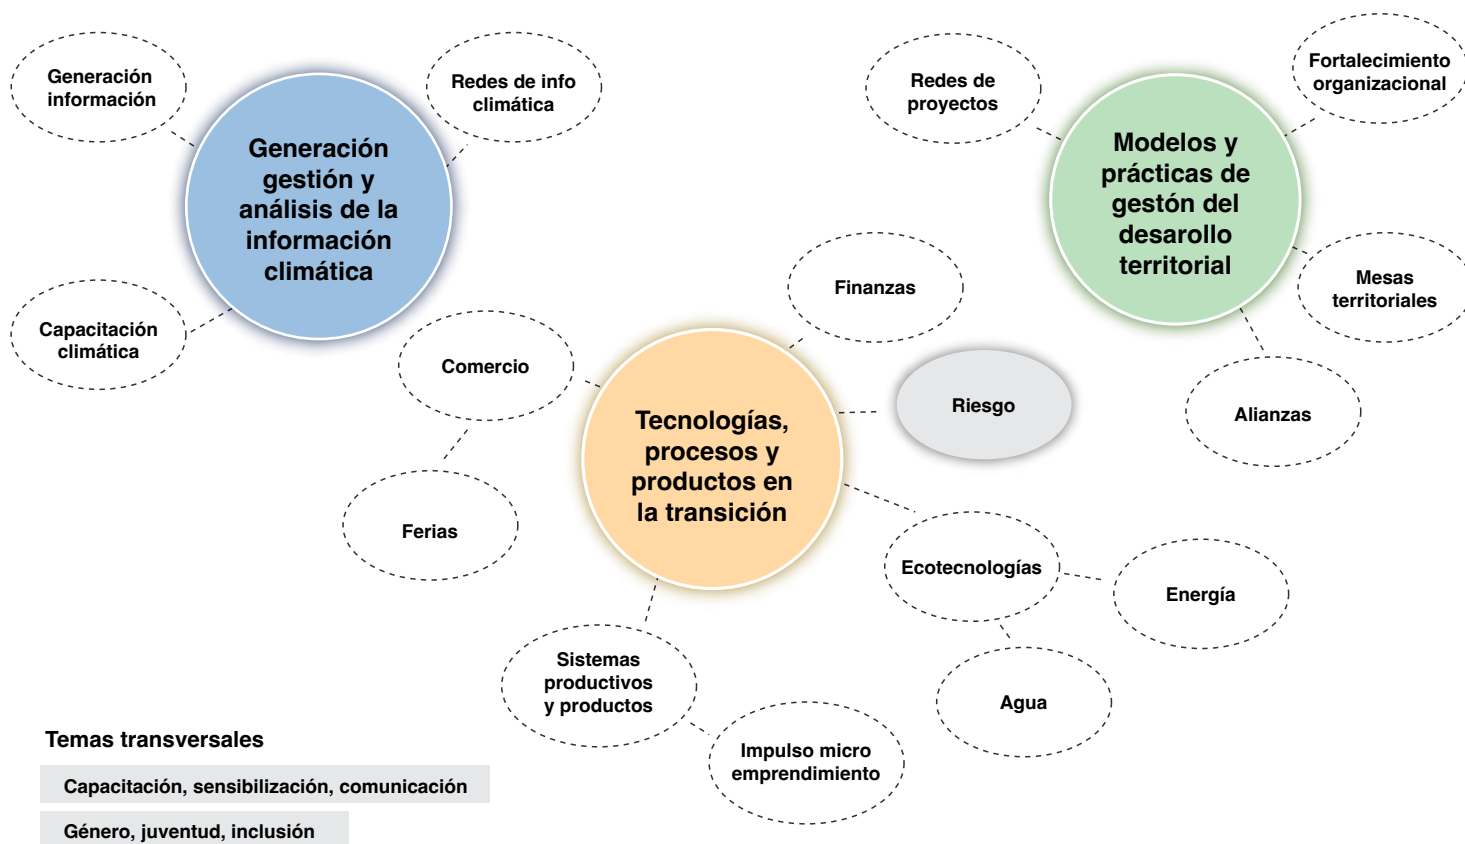 Generación
información
Redes de info
climática
Generación
gestión y
análisis de la
información
climática
Capacitación
climática
Redes de
proyectos
Fortalecimiento
organizacional
Modelos y
prácticas de
gestón del
desarollo
territorial
Mesas
territoriales
Alianzas
Finanzas
Comercio
Riesgo
Tecnologías,
procesos y
productos en
la transición
Ferias
Ecotecnologías
Energía
Agua
Sistemas
productivos
y productos
Impulso micro
emprendimiento
Temas transversales
Capacitación, sensibilización, comunicación
Género, juventud, inclusión